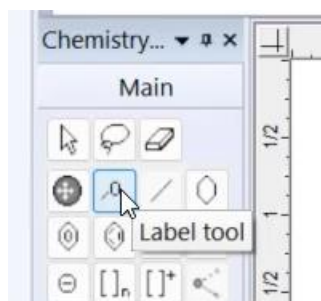 Chemistry...
Main
1/2
Label tool
1
[ ]n [ ]+
1/2